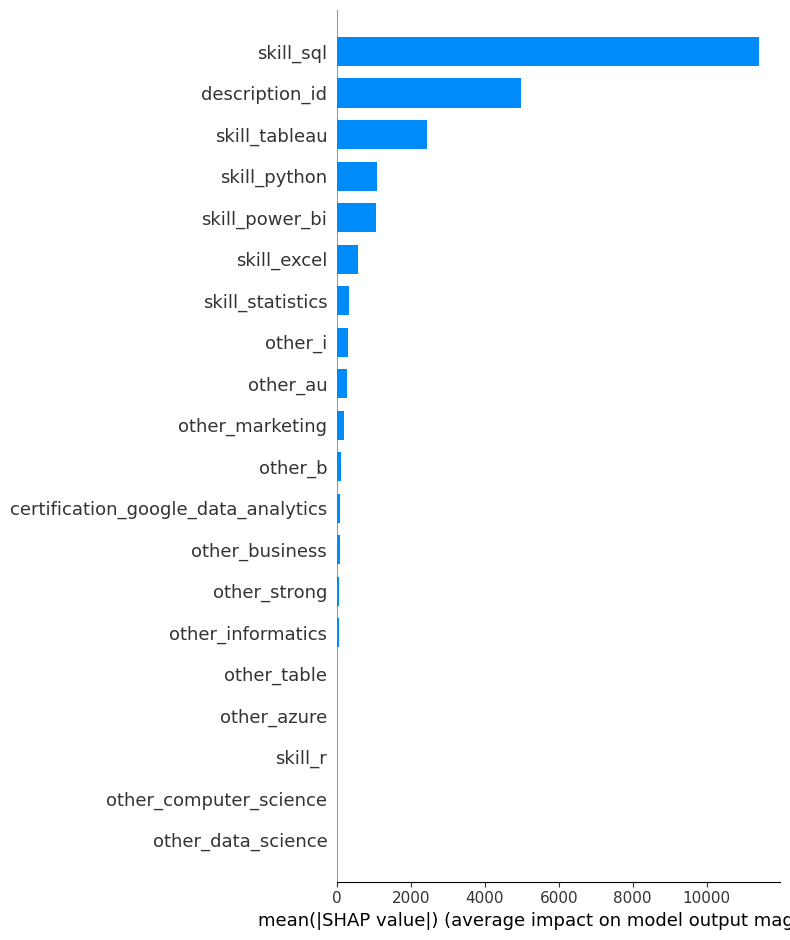 skill_sql
description_id
skill_tableau
skill_python
skill_power_bi
skill_excel
skill_statistics
other_i
other_au
other_marketing
other_b
certification_google_data_analytics
other_business
other_strong
other_informatics
other_table
other_azure
skill_r
other_computer_science
other_data_science
0 2000 4000 6000 8000 10000
mean(|SHAP value|) (average impact on model output mag